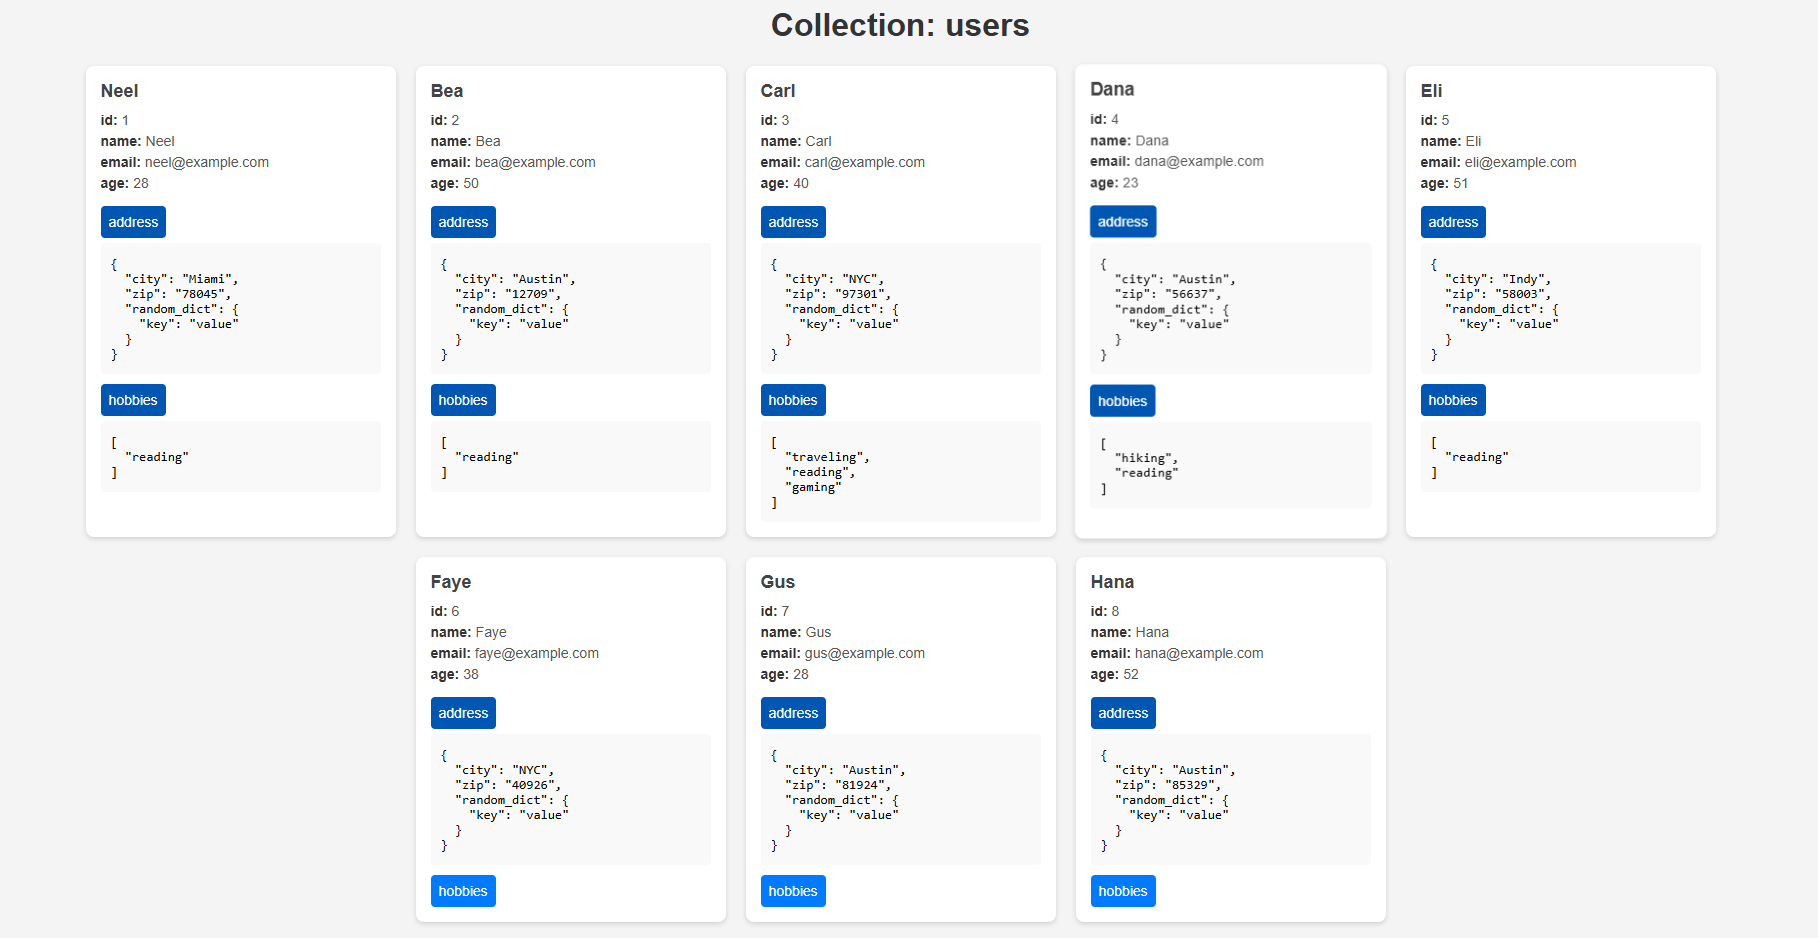 Collection: users
Neel
id: 1
name: Neel
email: neel@example.com
age: 28
address
{
  "city": "Miami",
  "zip": "78045",
  "random_dict": {
    "key": "value"
  }
}
hobbies
[
  "reading"
]
Bea
id: 2
name: Bea
email: bea@example.com
age: 50
address
{
  "city": "Austin",
  "zip": "12709",
  "random_dict": {
    "key": "value"
  }
}
hobbies
[
  "reading"
]
Carl
id: 3
name: Carl
email: carl@example.com
age: 40
address
{
  "city": "NYC",
  "zip": "97301",
  "random_dict": {
    "key": "value"
  }
}
hobbies
[
  "traveling",
  "reading",
  "gaming"
]
Dana
id: 4
name: Dana
email: dana@example.com
age: 23
address
{
  "city": "Austin",
  "zip": "56637",
  "random_dict": {
    "key": "value"
  }
}
hobbies
[
  "hiking",
  "reading"
]
Eli
id: 5
name: Eli
email: eli@example.com
age: 51
address
{
  "city": "Indy",
  "zip": "58003",
  "random_dict": {
    "key": "value"
  }
}
hobbies
[
  "reading"
]
Faye
id: 6
name: Faye
email: faye@example.com
age: 38
address
{
  "city": "NYC",
  "zip": "40926",
  "random_dict": {
    "key": "value"
  }
}
hobbies
Gus
id: 7
name: Gus
email: gus@example.com
age: 28
address
{
  "city": "Austin",
  "zip": "81924",
  "random_dict": {
    "key": "value"
  }
}
hobbies
Hana
id: 8
name: Hana
email: hana@example.com
age: 52
address
{
  "city": "Austin",
  "zip": "85329",
  "random_dict": {
    "key": "value"
  }
}
hobbies